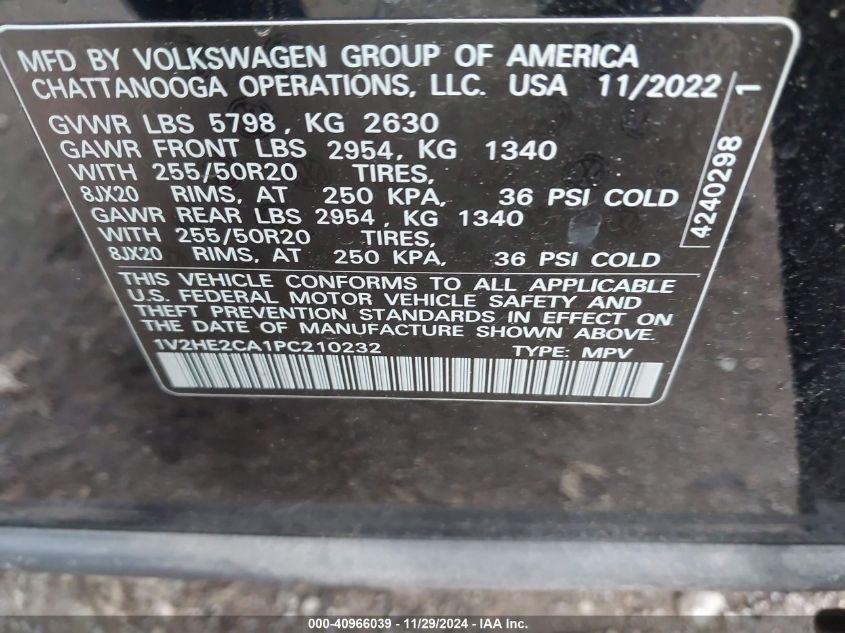 MFD BY VOLKSWAGEN GROUP OF AMERICA
CHATTANOOGA OPERATIONS, LLC. USA 11/2022
GVWR LBS 5798, KG 2630
GAWR FRONT LBS 2954, KG 1340
WITH 255/50R20 TIRES,
8JX20 RIMS, AT 250 KPA, 36 PSI COLD
GAWR REAR LBS 2954, KG 1340
WITH 255/50R20 TIRES,
8JX20 RIMS, AT 250 KPA, 36 PSI COLD
4240298 1
THIS VEHICLE CONFORMS TO ALL APPLICABLE
U.S. FEDERAL MOTOR VEHICLE SAFETY AND
THEFT PREVENTION STANDARDS IN EFFECT ON
THE DATE OF MANUFACTURE SHOWN ABOVE.
1V2HE2CA1PC210232 TYPE: MPV
000-40966039 - 11/29/2024 - IAA Inc.